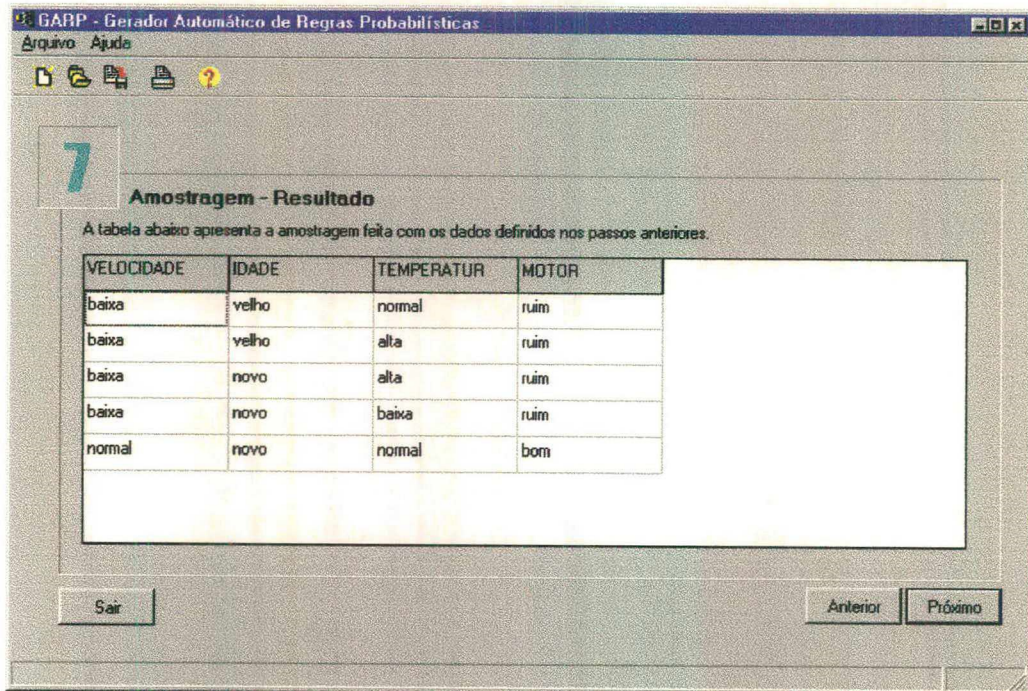 GARP - Gerador Automático de Regras Probabilísticas
Arquivo Ajuda
?
7
Amostragem - Resultado
A tabela abaixo apresenta a amostragem feita com os dados definidos nos passos anteriores.
VELOCIDADE IDADE TEMPERATUR MOTOR
baixa velho normal ruim
baixa velho alta ruim
baixa novo alta ruim
baixa novo baixa ruim
normal novo normal bom
Sair Anterior Próximo